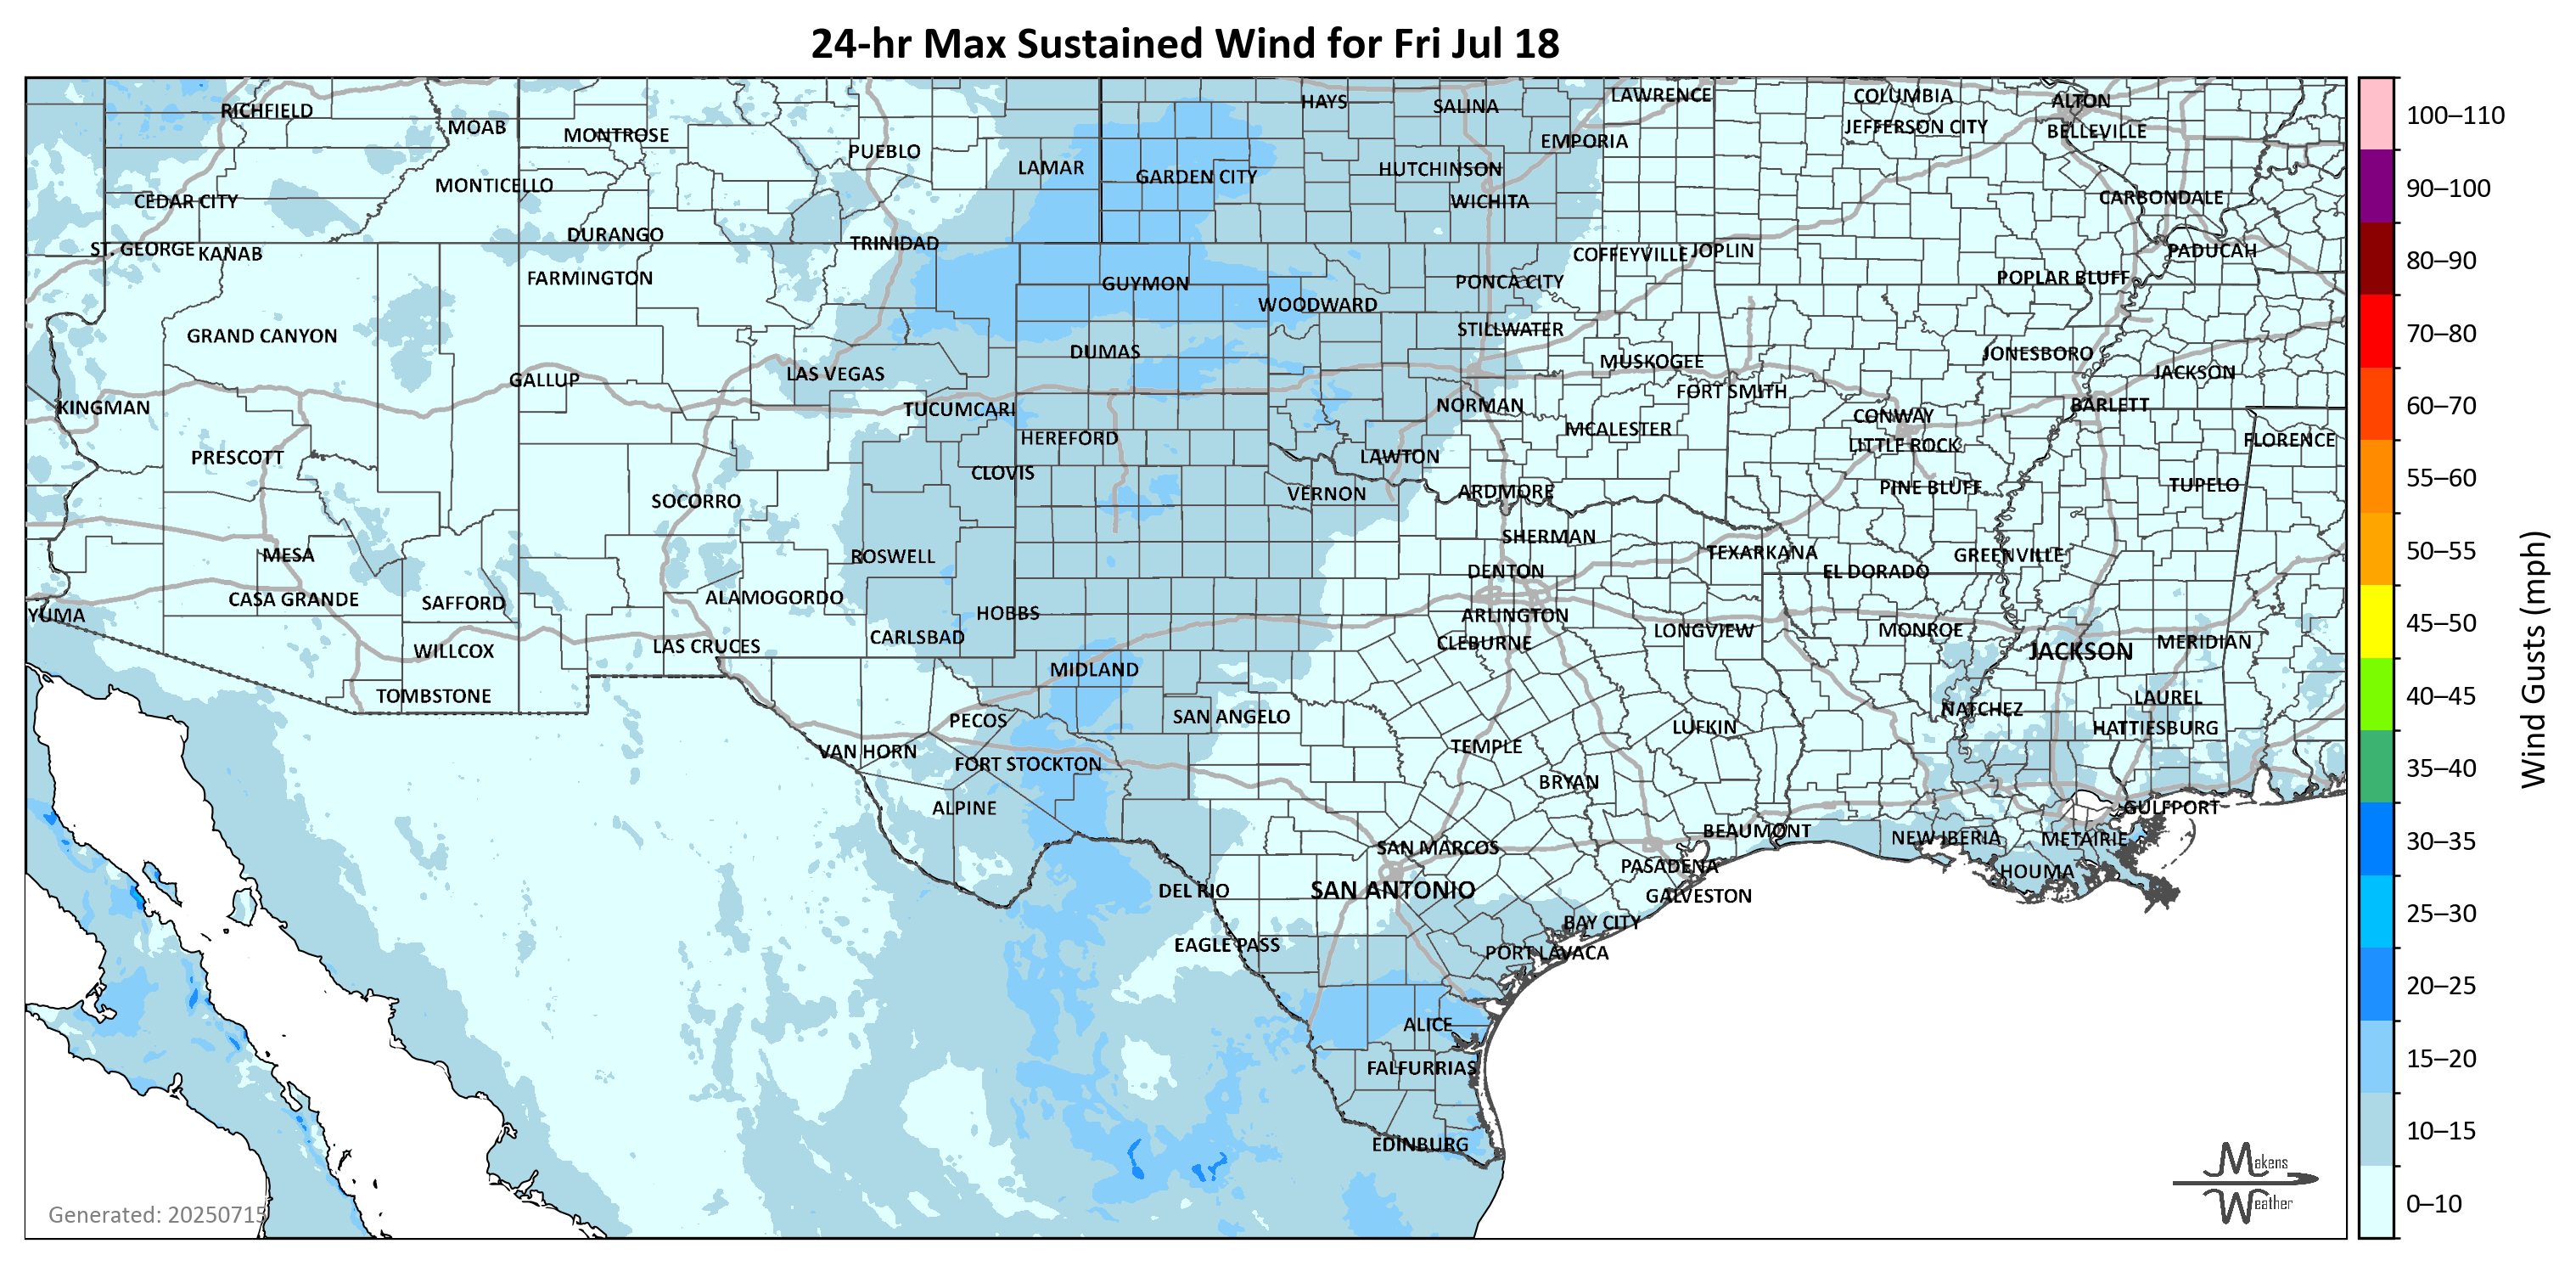 24-hr Max Sustained Wind for Fri Jul 18
RICHFIELD
MOAB
MONTROSE
PUEBLO
LAMAR
HAYS
SALINA
LAWRENCE
EMPORIA
COLUMBIA
JEFFERSON CITY
ALTON
BELLEVILLE
CEDAR CITY
MONTICELLO
GARDEN CITY
HUTCHINSON
WICHITA
CARBONDALE
ST. GEORGE
KANAB
DURANGO
TRINIDAD
COFFEYVILLE
JOPLIN
PADUCAH
FARMINGTON
GUYMON
WOODWARD
PONCA CITY
POPLAR BLUFF
GRAND CANYON
DUMAS
STILLWATER
MUSKOGEE
JONESBORO
JACKSON
GALLUP
LAS VEGAS
FORT SMITH
KINGMAN
TUCUMCARI
NORMAN
CONWAY
BARLETT
HEREFORD
MCALESTER
LITTLE ROCK
FLORENCE
PRESCOTT
CLOVIS
LAWTON
SOCORRO
VERNON
ARDMORE
PINE BLUFF
TUPELO
MESA
ROSWELL
SHERMAN
TEXARKANA
GREENVILLE
DENTON
EL DORADO
YUMA
CASA GRANDE
SAFFORD
ALAMOGORDO
HOBBS
ARLINGTON
CLEBURNE
LONGVIEW
MONROE
JACKSON
MERIDIAN
WILLCOX
LAS CRUCES
CARLSBAD
MIDLAND
TOMBSTONE
PECOS
SAN ANGELO
LUFKIN
NATCHEZ
LAUREL
HATTIESBURG
VAN HORN
FORT STOCKTON
TEMPLE
BRYAN
ALPINE
GULFPORT
SAN MARCOS
BEAUMONT
NEW IBERIA
METAIRIE
PASADENA
HOUMA
DEL RIO
SAN ANTONIO
GALVESTON
EAGLE PASS
BAY CITY
PORT LAVACA
ALICE
FALFURRIAS
EDINBURG
Generated: 20250715
Makens
Weather
100–110
90–100
80–90
70–80
60–70
55–60
50–55
45–50
40–45
35–40
30–35
25–30
20–25
15–20
10–15
0–10
Wind Gusts (mph)